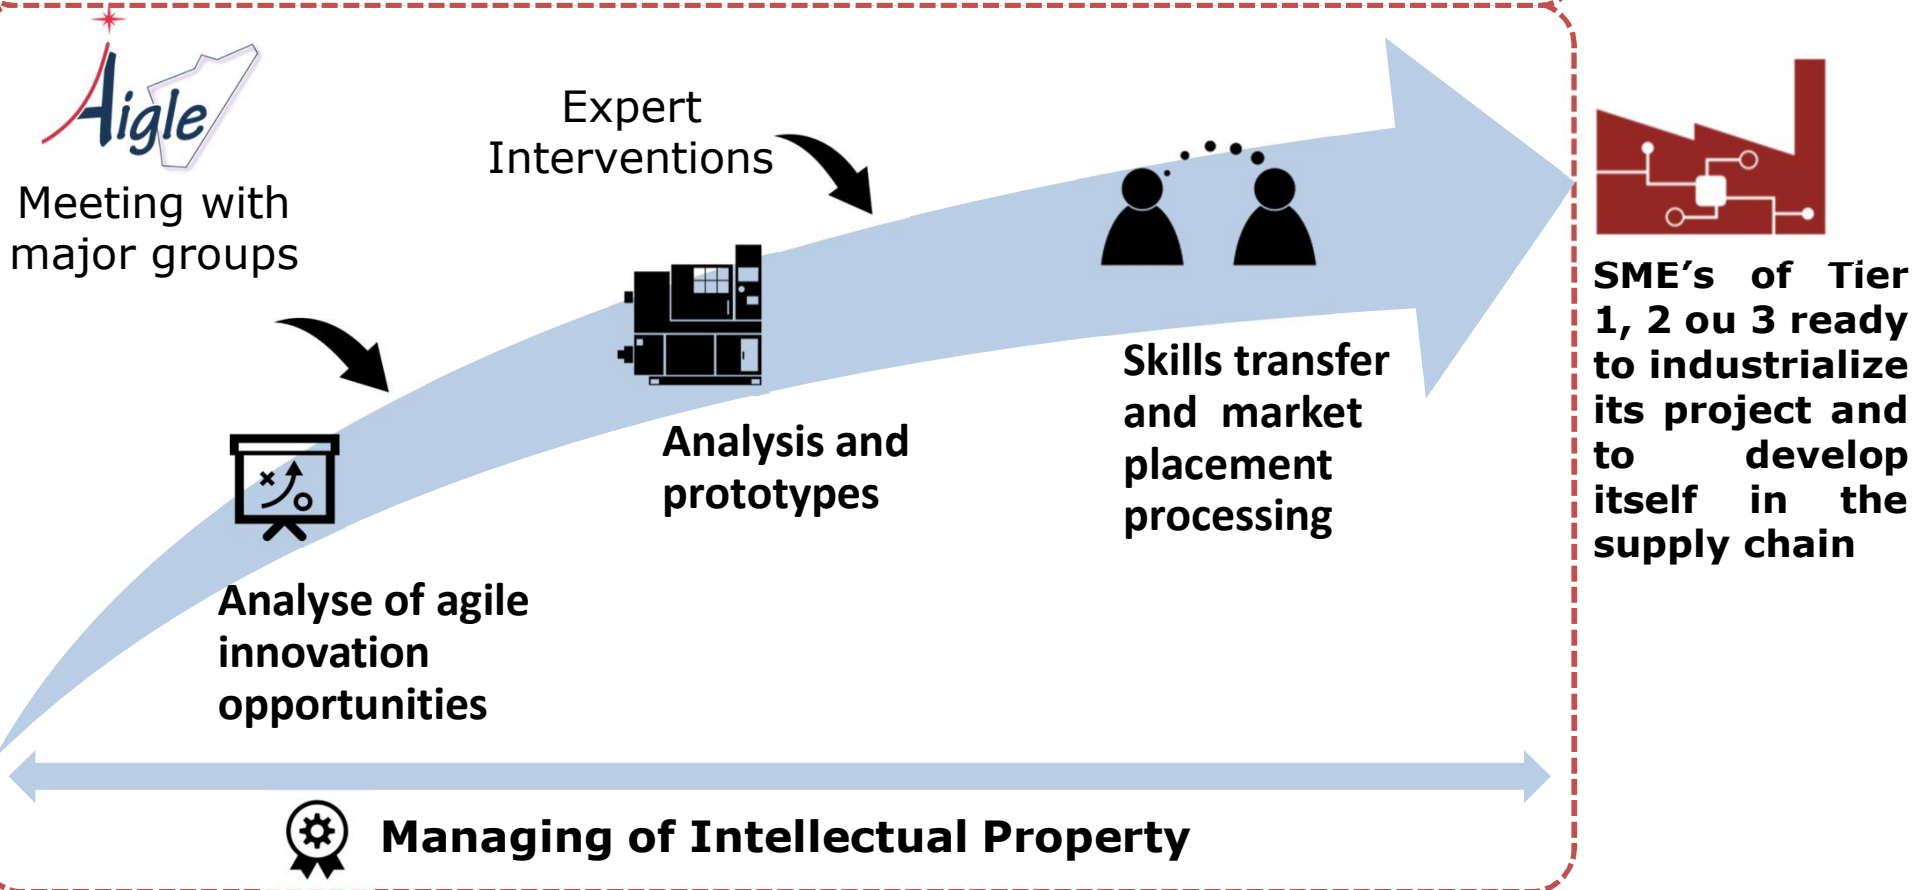 Aigle
Meeting with
major groups
Expert
Interventions
Analyse of agile
innovation
opportunities
Analysis and
prototypes
Skills transfer
and market
placement
processing
SME’s of Tier
1, 2 ou 3 ready
to industrialize
its project and
to develop
itself in the
supply chain
Managing of Intellectual Property